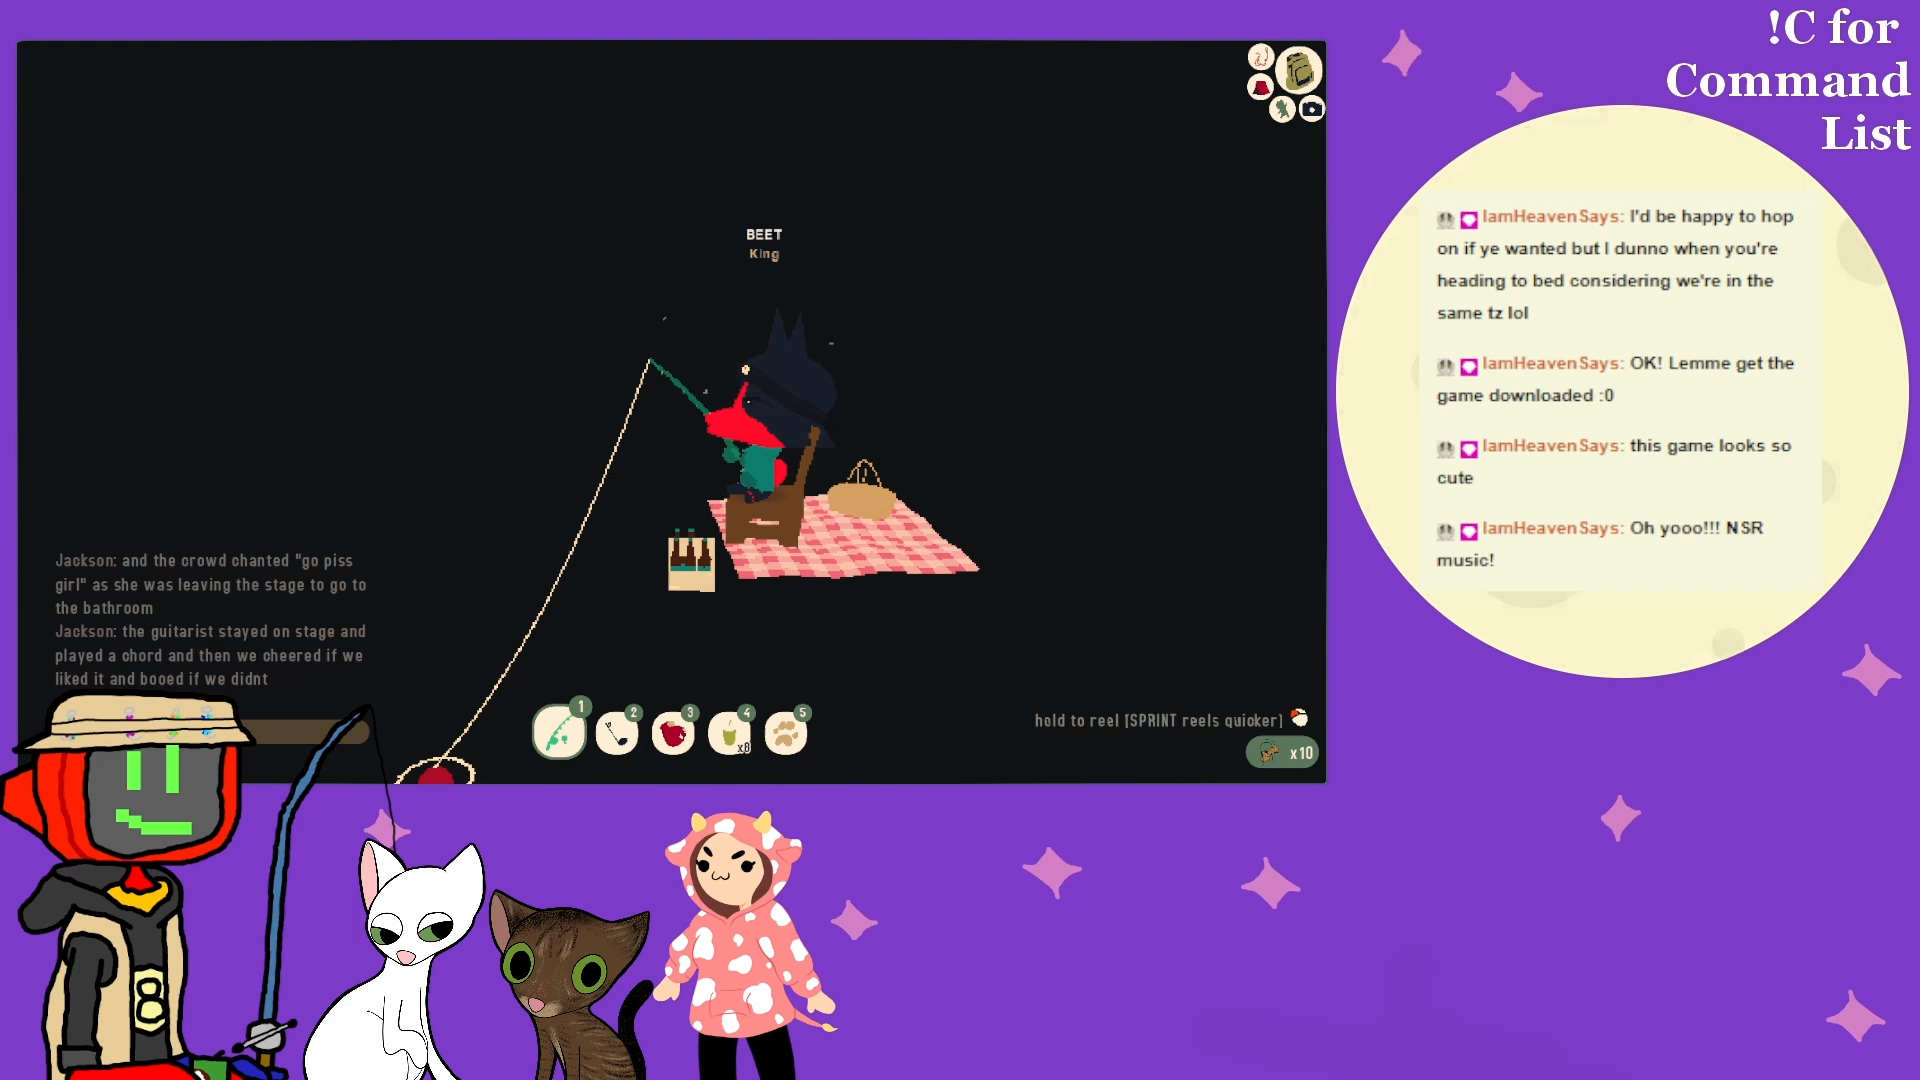 !C for
Command
List
BEET
King
IamHeavenSays: I'd be happy to hop
on if ye wanted but I dunno when you're
heading to bed considering we're in the
same tz lol
IamHeavenSays: OK! Lemme get the
game downloaded :0
IamHeavenSays: this game looks so
cute
IamHeavenSays: Oh yooo!!! NSR
music!
Jackson: and the crowd chanted "go piss
girl" as she was leaving the stage to go to
the bathroom
Jackson: the guitarist stayed on stage and
played a chord and then we cheered if we
liked it and booed if we didnt
1
2
3
4
5
x8
hold to reel [SPRINT reels quicker]
x10
8